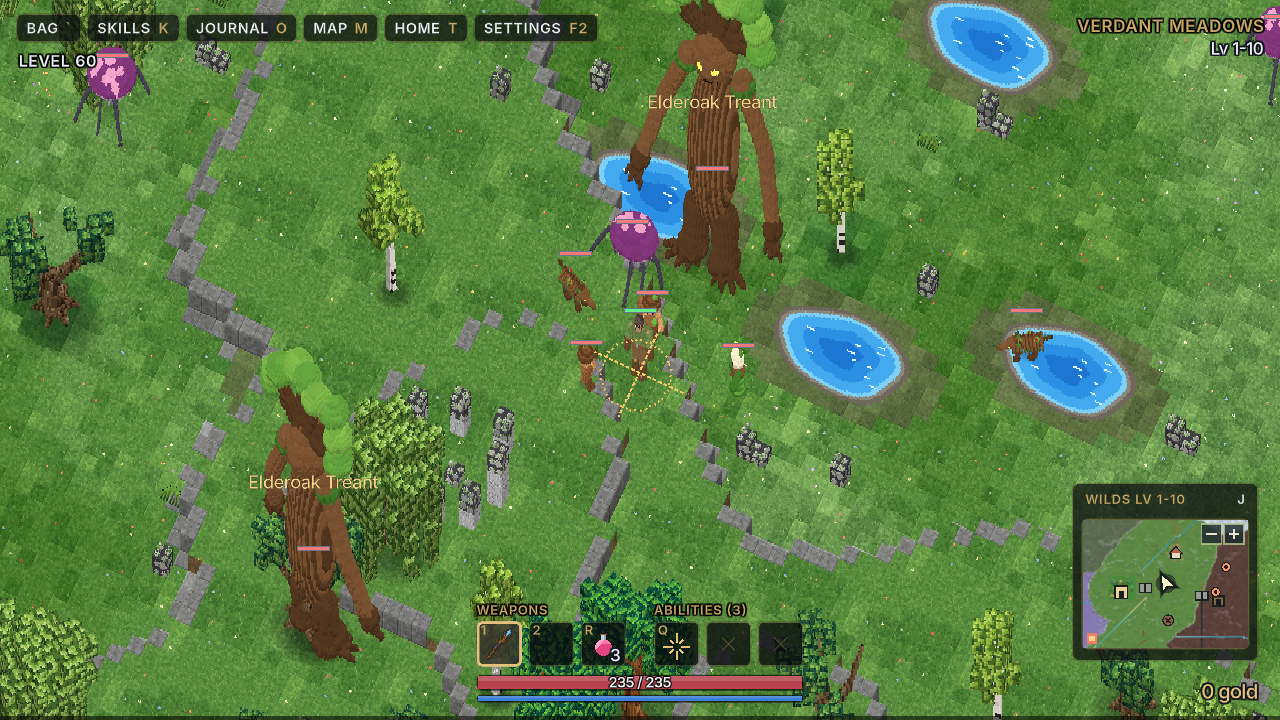 BAG
SKILLS K
JOURNAL O
MAP M
HOME T
SETTINGS F2
VERDANT MEADOWS
Lv 1-10
LEVEL 60
Elderoak Treant
Elderoak Treant
WILDS LV 1-10 J
WEAPONS
ABILITIES (3)
1
2
R
3
Q
235 / 235
0 gold